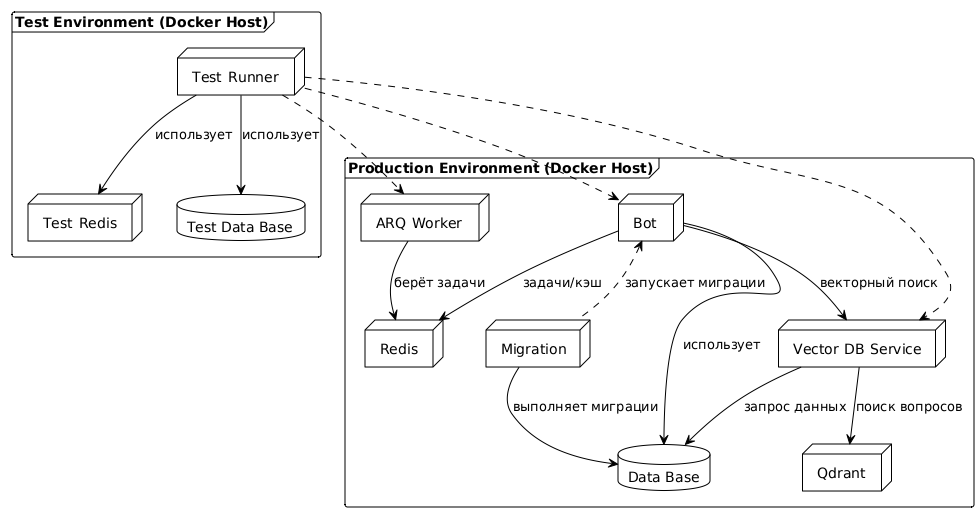 Test Environment (Docker Host)
Test Runner
использует
использует
Test Redis
Test Data Base
Production Environment (Docker Host)
ARQ Worker
Bot
берёт задачи
задачи/кэш
запускает миграции
векторный поиск
Redis
Migration
использует
Vector DB Service
выполняет миграции
запрос данных
поиск вопросов
Data Base
Qdrant